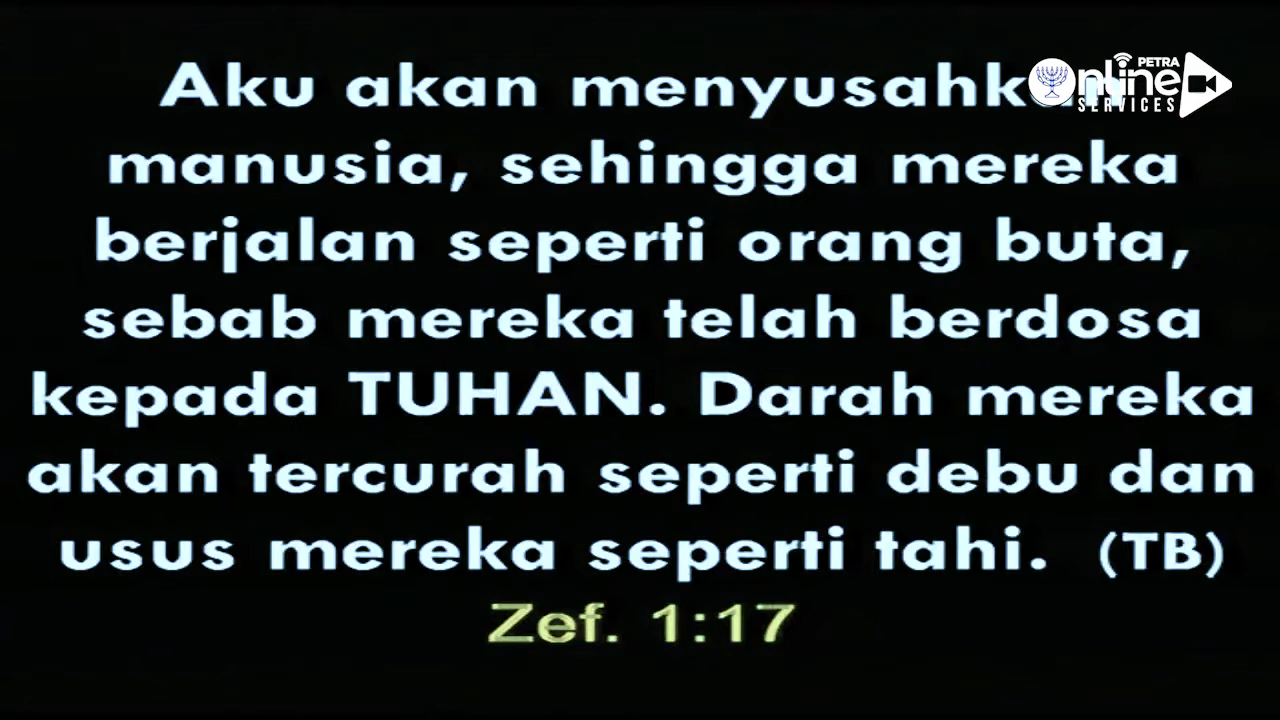 Aku akan menyusahkan
manusia, sehingga mereka
berjalan seperti orang buta,
sebab mereka telah berdosa
kepada TUHAN. Darah mereka
akan tercurah seperti debu dan
usus mereka seperti tahi. (TB)
Zef. 1:17
PETRA
Online
SERVICES